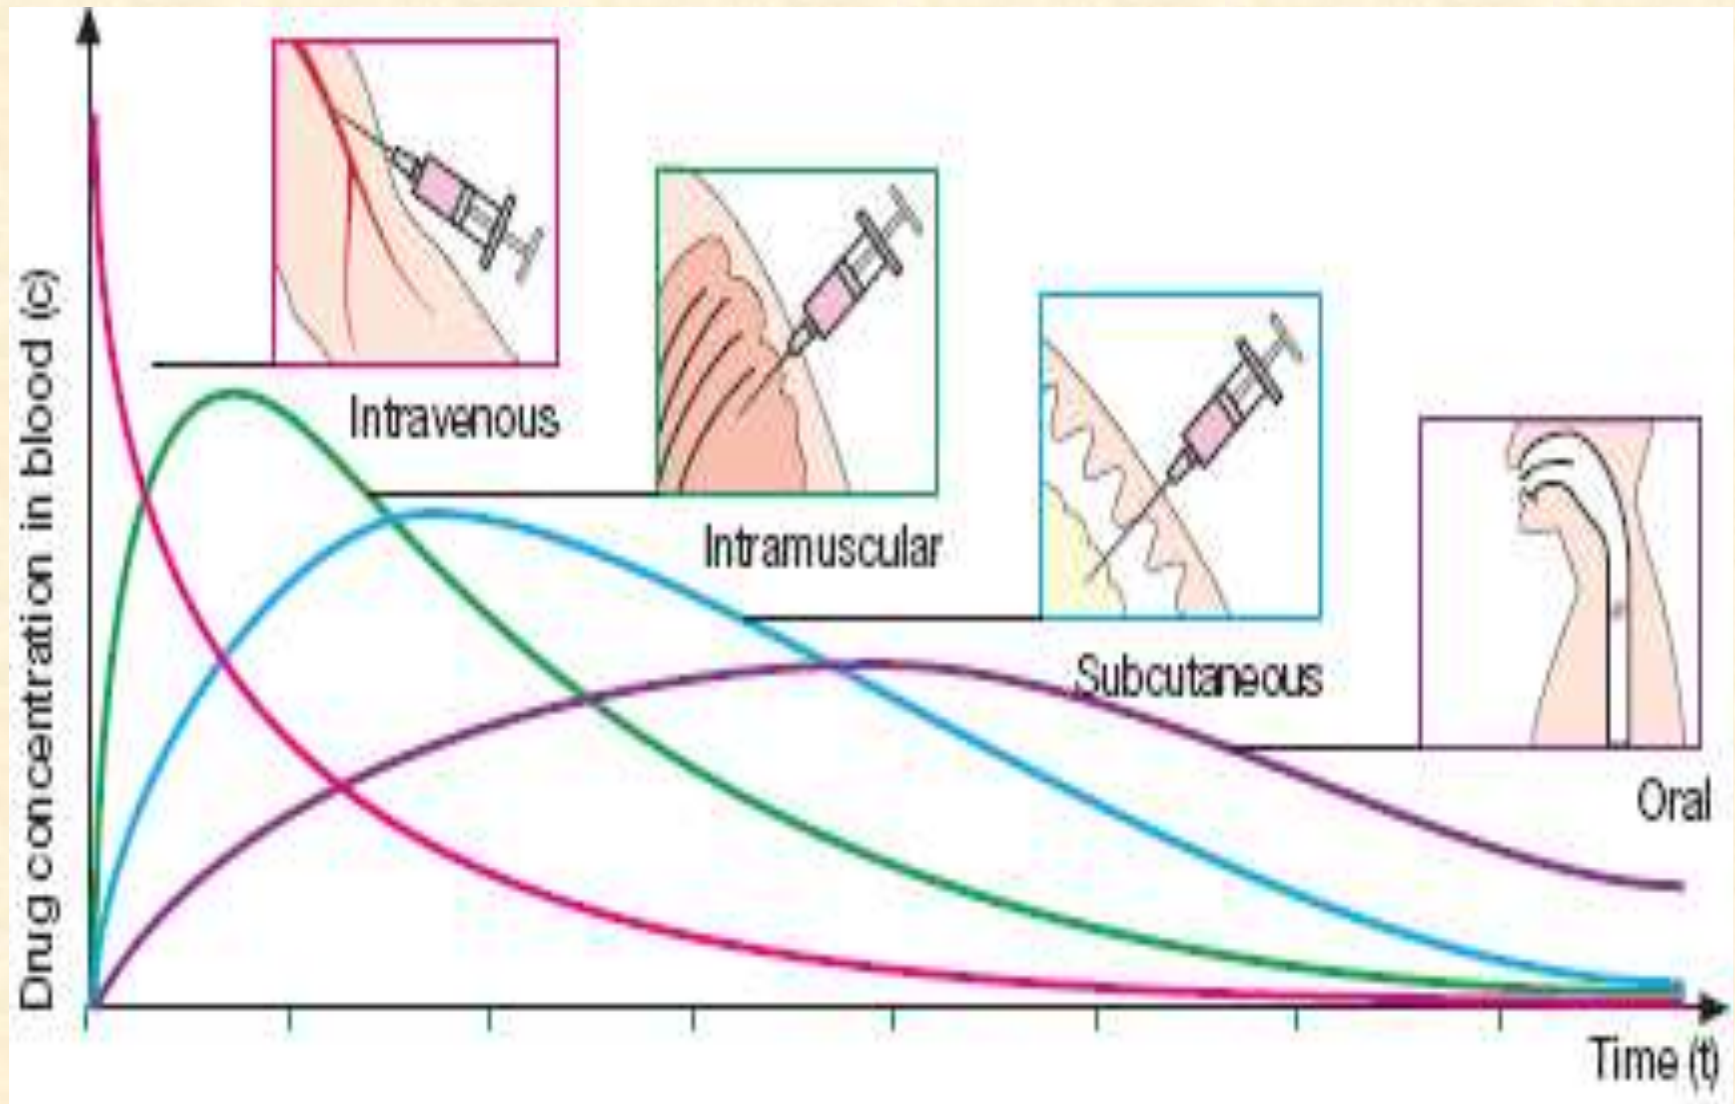 Drug concentration in blood (c)
Intravenous
Intramuscular
Subcutaneous
Oral
Time (t)